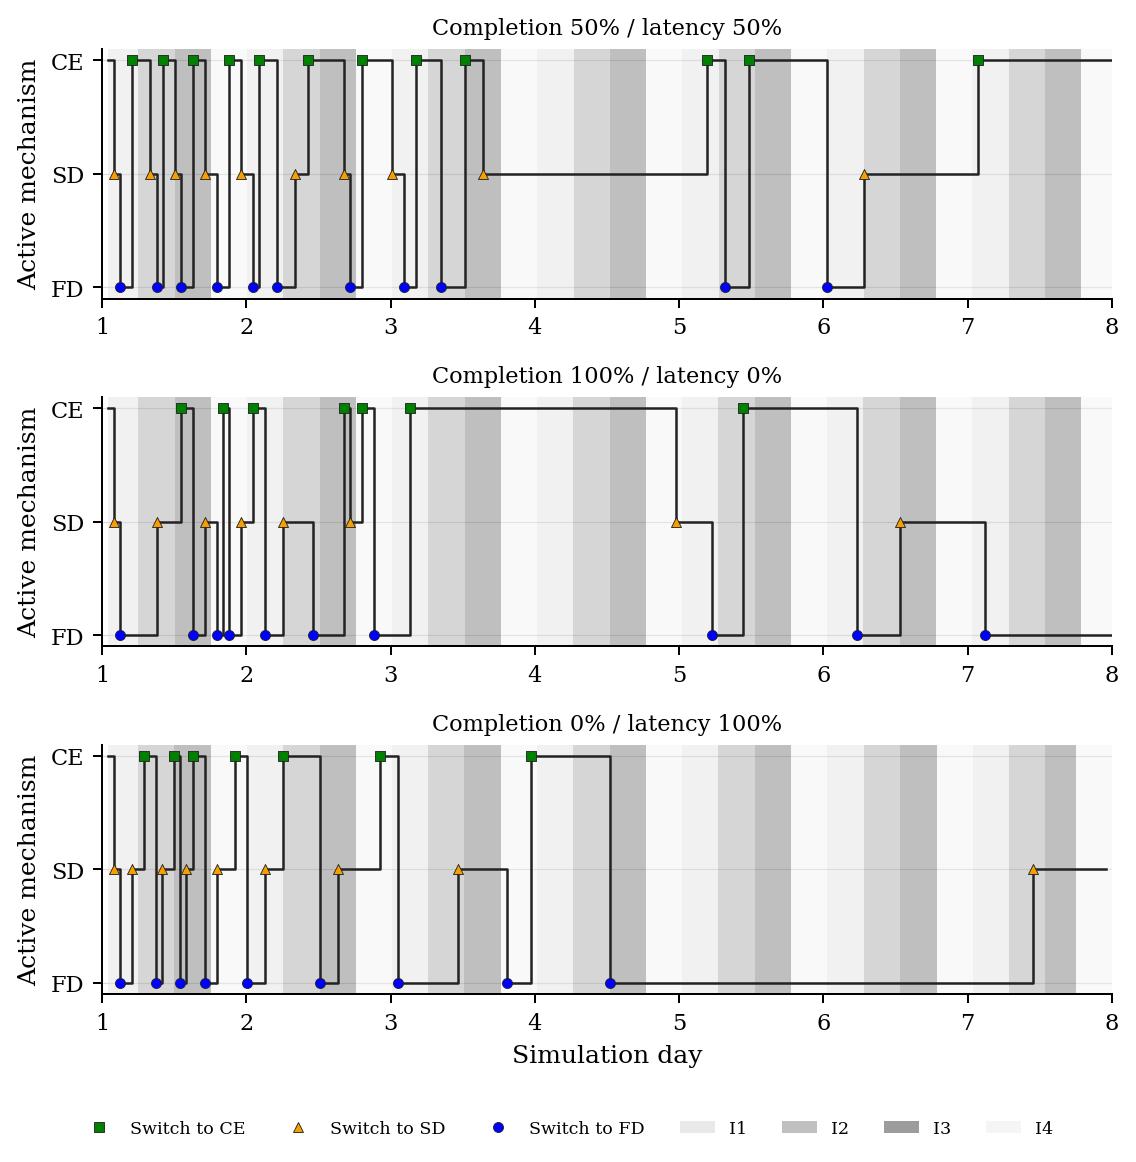 Completion 50% / latency 50%
Active mechanism
CE
SD
FD
1 2 3 4 5 6 7 8
Completion 100% / latency 0%
Active mechanism
CE
SD
FD
1 2 3 4 5 6 7 8
Completion 0% / latency 100%
Active mechanism
CE
SD
FD
1 2 3 4 5 6 7 8
Simulation day
Switch to CE Switch to SD Switch to FD I1 I2 I3 I4